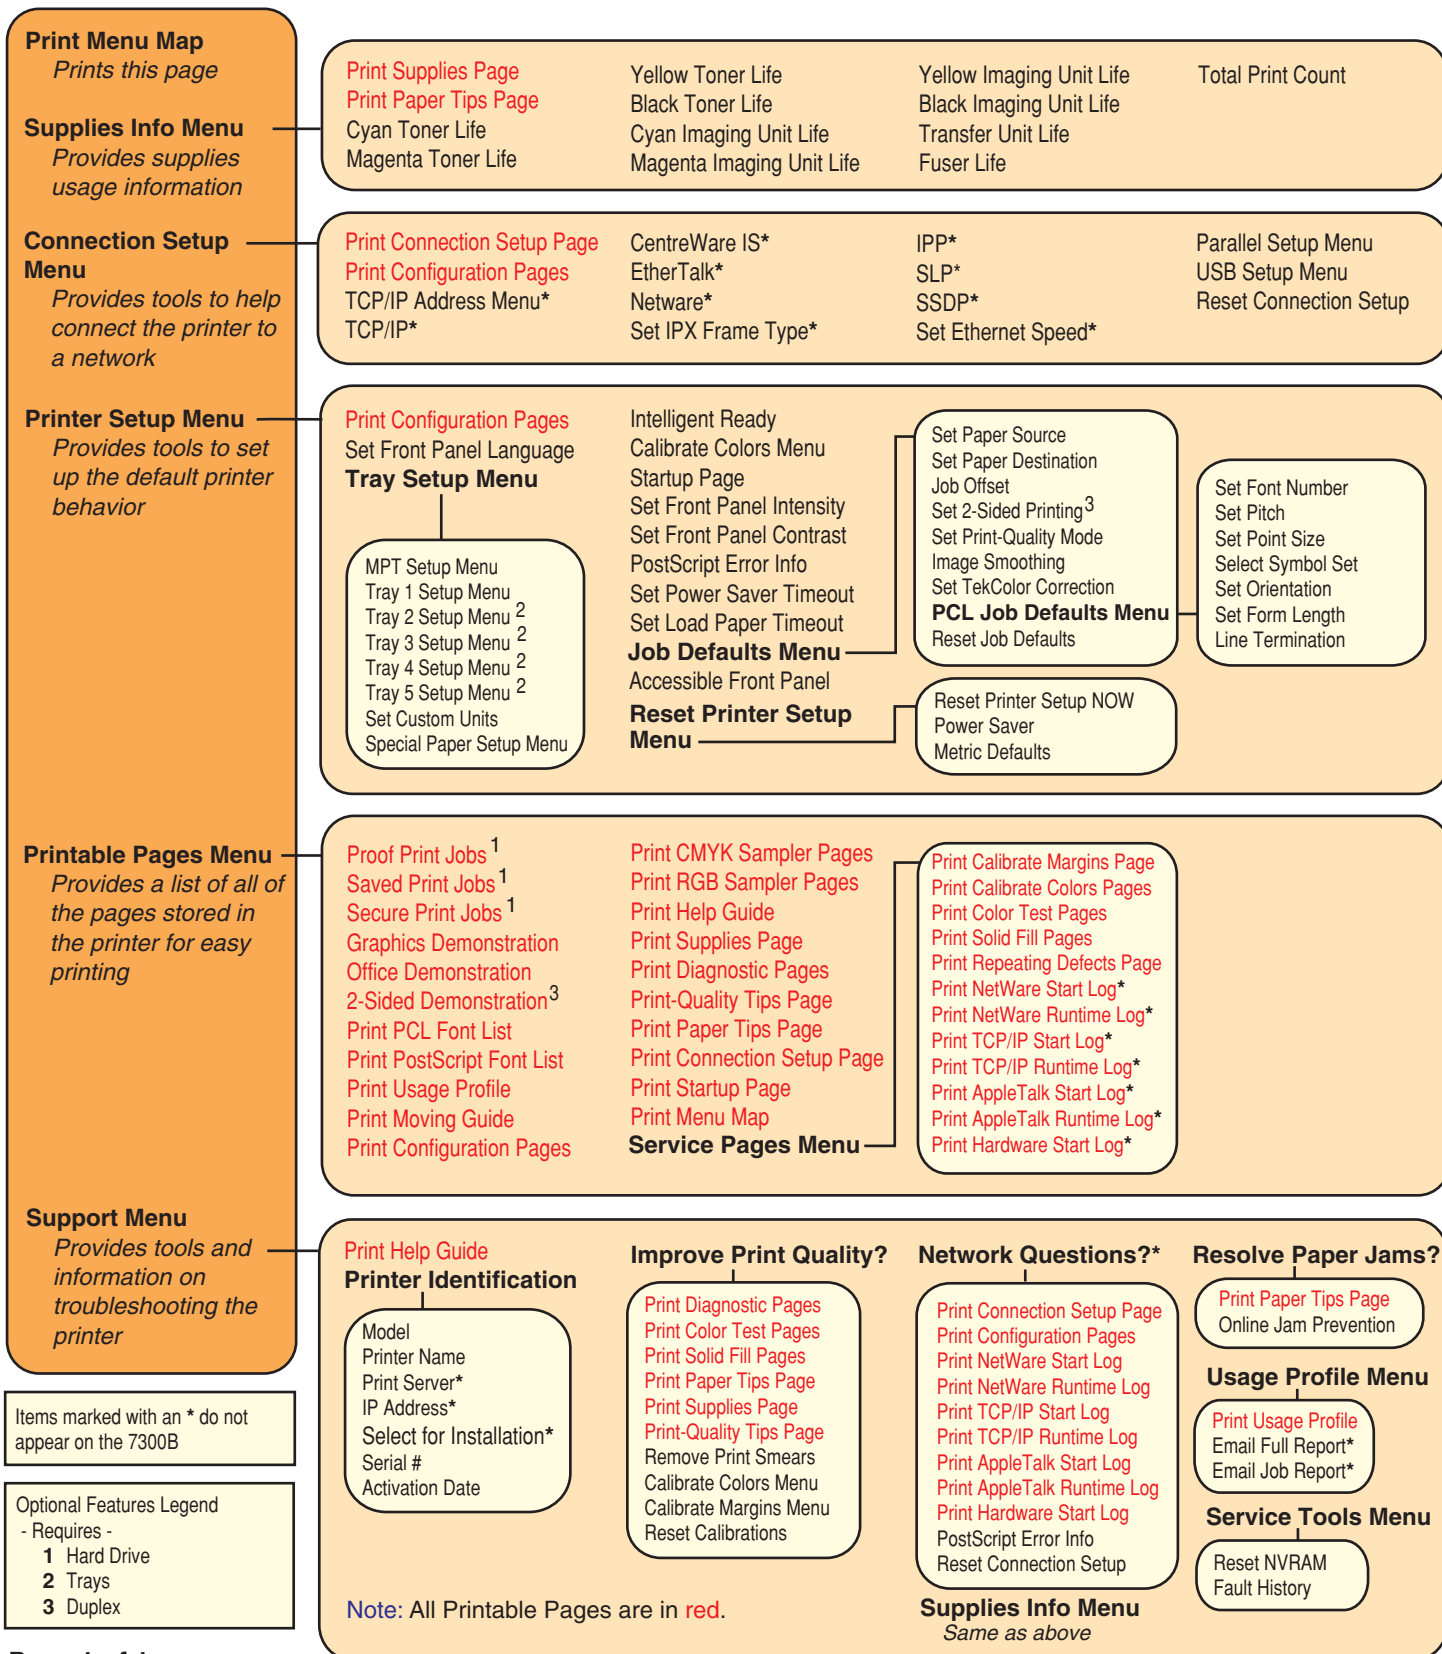 Print Menu Map
Prints this page
Supplies Info Menu
Provides supplies
usage information
Print Supplies Page
Print Paper Tips Page
Cyan Toner Life
Magenta Toner Life
Yellow Toner Life
Black Toner Life
Cyan Imaging Unit Life
Magenta Imaging Unit Life
Yellow Imaging Unit Life
Black Imaging Unit Life
Transfer Unit Life
Fuser Life
Total Print Count
Connection Setup
Menu
Provides tools to help
connect the printer to
a network
Print Connection Setup Page
Print Configuration Pages
TCP/IP Address Menu*
TCP/IP*
CentreWare IS*
EtherTalk*
Netware*
Set IPX Frame Type*
IPP*
SLP*
SSDP*
Set Ethernet Speed*
Parallel Setup Menu
USB Setup Menu
Reset Connection Setup
Printer Setup Menu
Provides tools to set
up the default printer
behavior
Print Configuration Pages
Set Front Panel Language
Tray Setup Menu
MPT Setup Menu
Tray 1 Setup Menu
Tray 2 Setup Menu 2
Tray 3 Setup Menu 2
Tray 4 Setup Menu 2
Tray 5 Setup Menu 2
Set Custom Units
Special Paper Setup Menu
Intelligent Ready
Calibrate Colors Menu
Startup Page
Set Front Panel Intensity
Set Front Panel Contrast
PostScript Error Info
Set Power Saver Timeout
Set Load Paper Timeout
Job Defaults Menu
Accessible Front Panel
Reset Printer Setup
Menu
Set Paper Source
Set Paper Destination
Job Offset
Set 2-Sided Printing3
Set Print-Quality Mode
Image Smoothing
Set TekColor Correction
PCL Job Defaults Menu
Reset Job Defaults
Set Font Number
Set Pitch
Set Point Size
Select Symbol Set
Set Orientation
Set Form Length
Line Termination
Reset Printer Setup NOW
Power Saver
Metric Defaults
Printable Pages Menu
Provides a list of all of
the pages stored in
the printer for easy
printing
Proof Print Jobs 1
Saved Print Jobs 1
Secure Print Jobs 1
Graphics Demonstration
Office Demonstration
2-Sided Demonstration3
Print PCL Font List
Print PostScript Font List
Print Usage Profile
Print Moving Guide
Print Configuration Pages
Print CMYK Sampler Pages
Print RGB Sampler Pages
Print Help Guide
Print Supplies Page
Print Diagnostic Pages
Print-Quality Tips Page
Print Paper Tips Page
Print Connection Setup Page
Print Startup Page
Print Menu Map
Service Pages Menu
Print Calibrate Margins Page
Print Calibrate Colors Pages
Print Color Test Pages
Print Solid Fill Pages
Print Repeating Defects Page
Print NetWare Start Log*
Print NetWare Runtime Log*
Print TCP/IP Start Log*
Print TCP/IP Runtime Log*
Print AppleTalk Start Log*
Print AppleTalk Runtime Log*
Print Hardware Start Log*
Support Menu
Provides tools and
information on
troubleshooting the
printer
Print Help Guide
Printer Identification
Model
Printer Name
Print Server*
IP Address*
Select for Installation*
Serial #
Activation Date
Improve Print Quality?
Print Diagnostic Pages
Print Color Test Pages
Print Solid Fill Pages
Print Paper Tips Page
Print Supplies Page
Print-Quality Tips Page
Remove Print Smears
Calibrate Colors Menu
Calibrate Margins Menu
Reset Calibrations
Network Questions?*
Print Connection Setup Page
Print Configuration Pages
Print NetWare Start Log
Print NetWare Runtime Log
Print TCP/IP Start Log
Print TCP/IP Runtime Log
Print AppleTalk Start Log
Print AppleTalk Runtime Log
Print Hardware Start Log
PostScript Error Info
Reset Connection Setup
Supplies Info Menu
Same as above
Resolve Paper Jams?
Print Paper Tips Page
Online Jam Prevention
Usage Profile Menu
Print Usage Profile
Email Full Report*
Email Job Report*
Service Tools Menu
Reset NVRAM
Fault History
Note: All Printable Pages are in red.
Items marked with an * do not
appear on the 7300B
Optional Features Legend
- Requires -
1 Hard Drive
2 Trays
3 Duplex